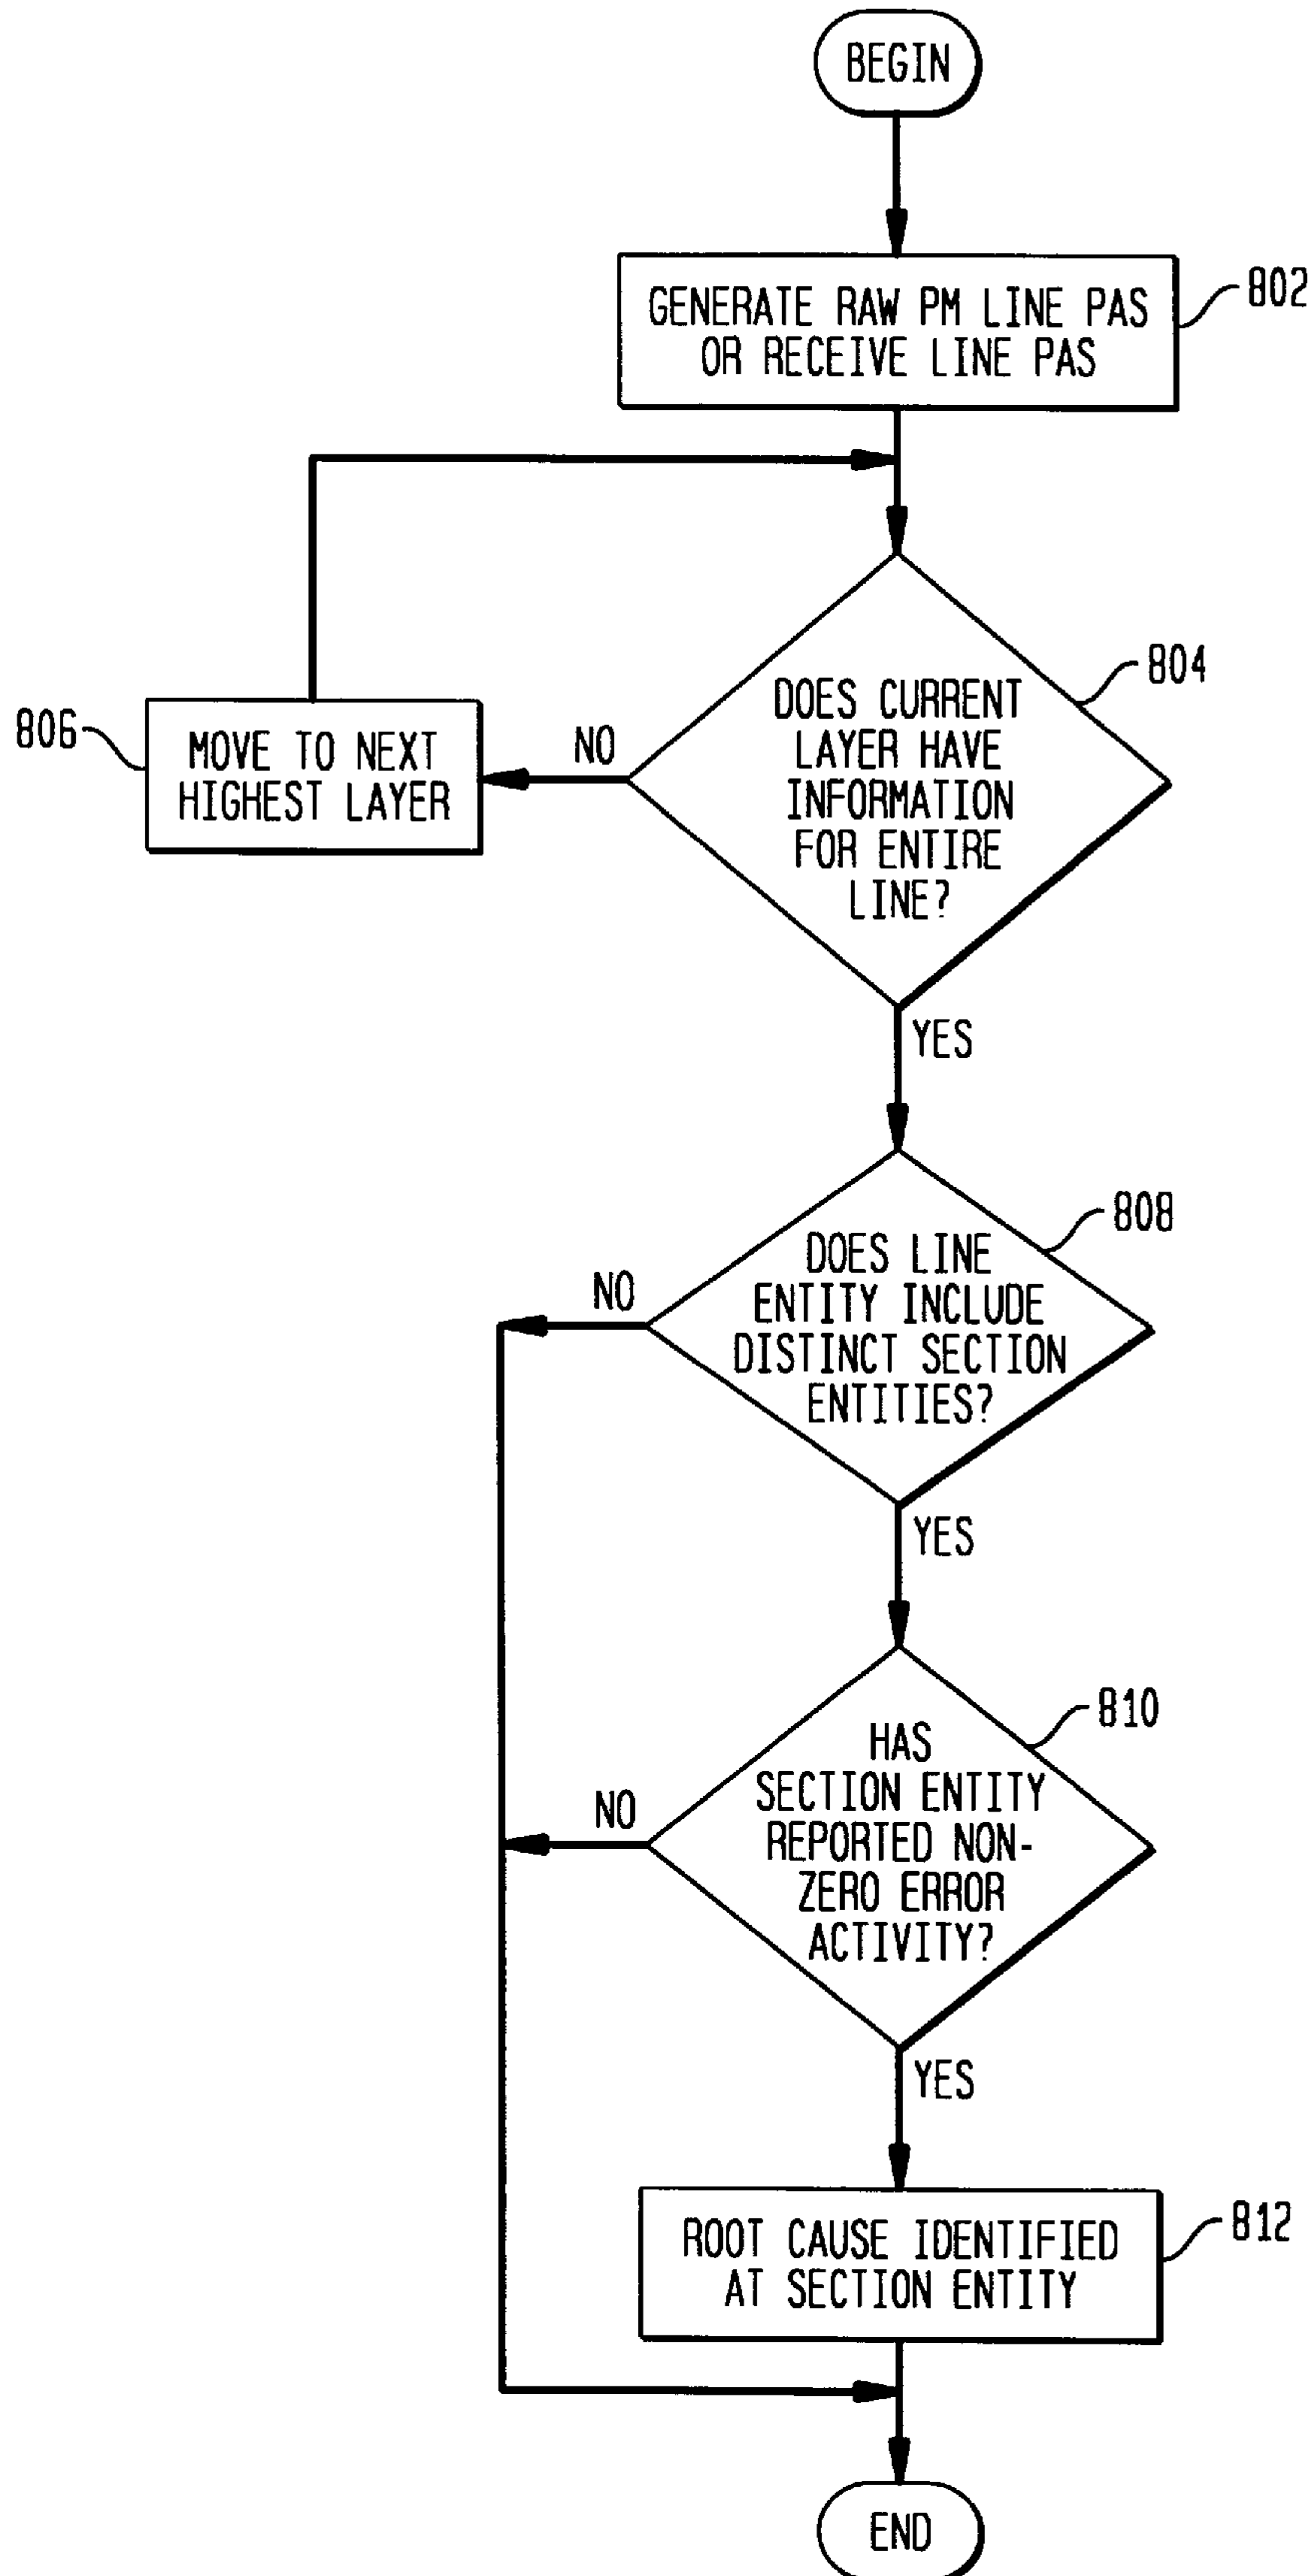 BEGIN
GENERATE RAW PM LINE PAS
OR RECEIVE LINE PAS
802
DOES CURRENT
LAYER HAVE
INFORMATION
FOR ENTIRE
LINE?
804
NO
806
MOVE TO NEXT
HIGHEST LAYER
YES
DOES LINE
ENTITY INCLUDE
DISTINCT SECTION
ENTITIES?
808
NO
YES
HAS
SECTION ENTITY
REPORTED NON-
ZERO ERROR
ACTIVITY?
810
NO
YES
ROOT CAUSE IDENTIFIED
AT SECTION ENTITY
812
END